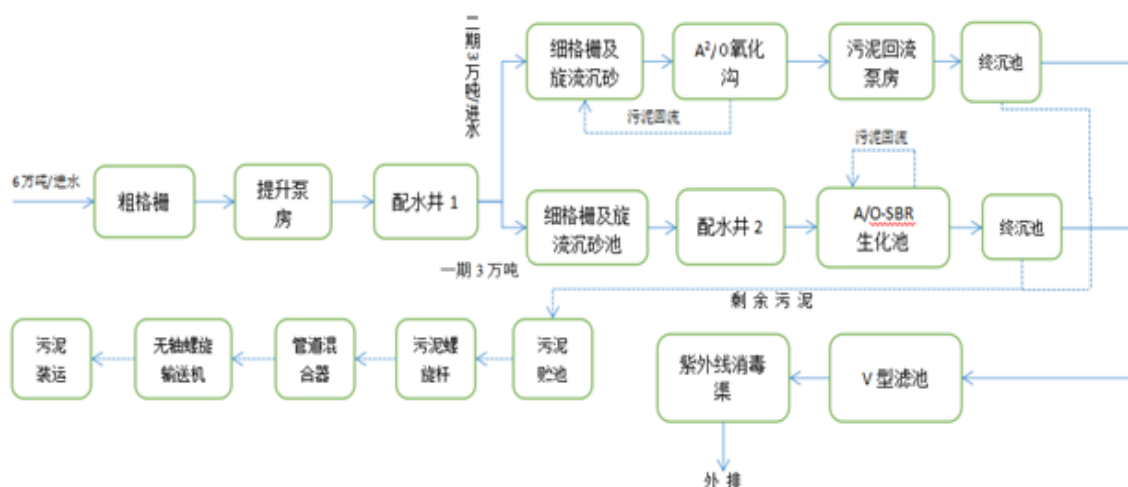 二期3万吨/进水
细格栅及
旋流沉砂
A²/O氧化
沟
污泥回流
泵房
终沉池
污泥回流
6万吨/进水
粗格栅
提升泵
房
配水井 1
细格栅及旋
流沉砂池
配水井 2
污泥回流
A/O-SBR
生化池
终沉池
一期 3 万吨
剩 余 污 泥
污泥
装运
无轴螺旋
输送机
管道混
合器
污泥螺
旋杆
污泥
贮池
紫外线消毒
渠
V 型滤池
外 排